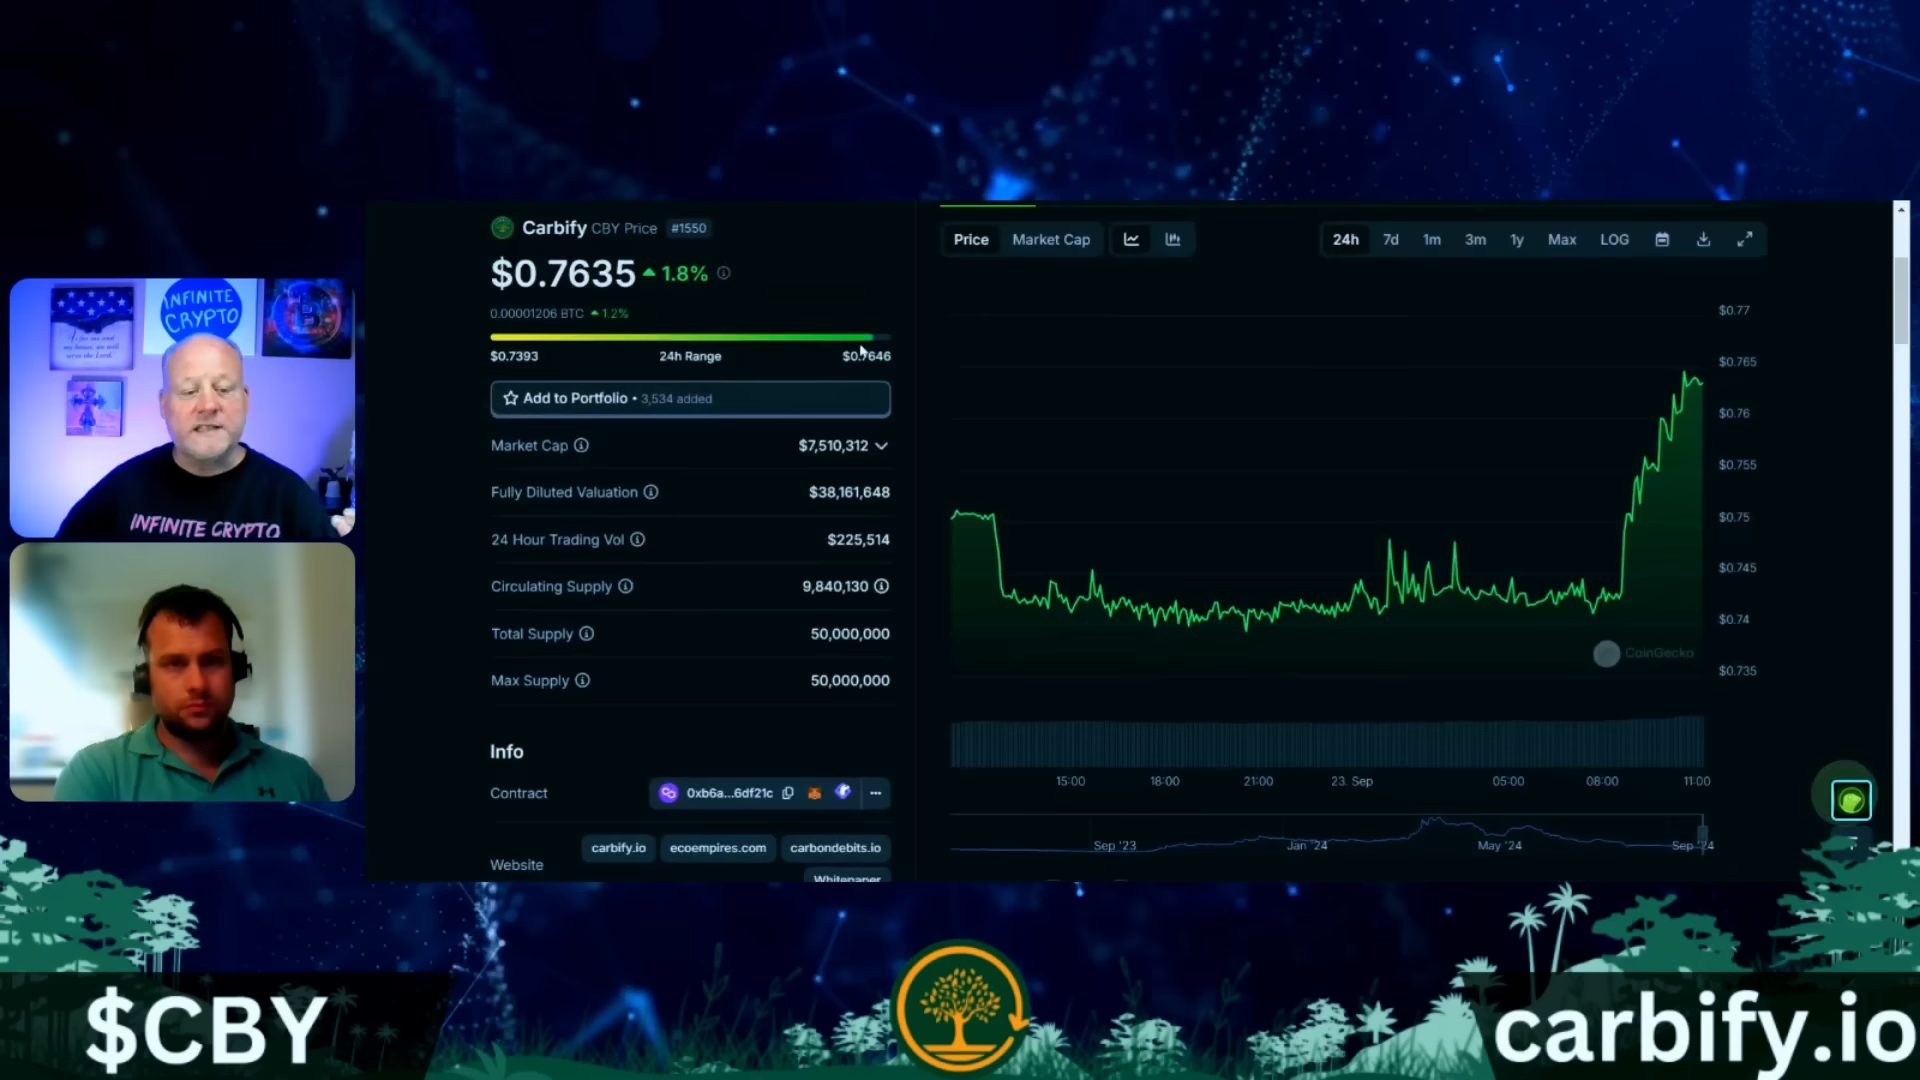 Carbify CBY Price #1550
$0.7635 1.8%
0.00001206 BTC 1.2%
$0.7393 24h Range $0.7646
Add to Portfolio • 3,534 added
Market Cap $7,510,312
Fully Diluted Valuation $38,161,648
24 Hour Trading Vol $225,514
Circulating Supply 9,840,130
Total Supply 50,000,000
Max Supply 50,000,000
Info
Contract 0xb6a...6df21c
Website carbify.io ecoempires.com carbondebits.io
Whitepaper
Price Market Cap
24h 7d 1m 3m 1y Max LOG
$0.77
$0.765
$0.76
$0.755
$0.75
$0.745
$0.74
$0.735
CoinGecko
15:00 18:00 21:00 23. Sep 05:00 08:00 11:00
Sep '23 Jan '24 May '24 Sep '24
INFINITE
CRYPTO
INFINITE CRYPTO
$CBY
carbify.io